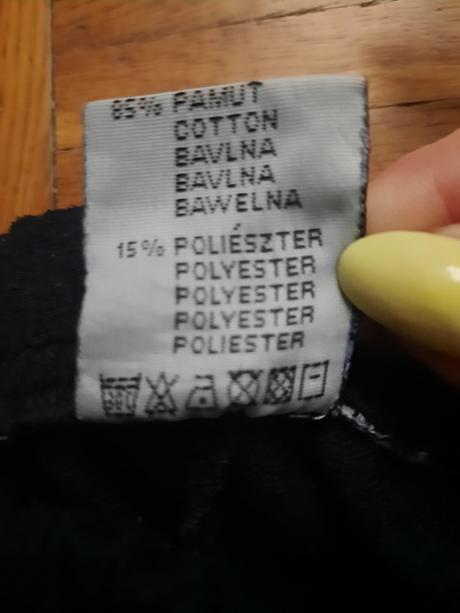 85% PAMUT
COTTON
BAVLNA
BAVLNA
BAWELNA
15% POLIÉSZTER
POLYESTER
POLYESTER
POLYESTER
POLIESTER